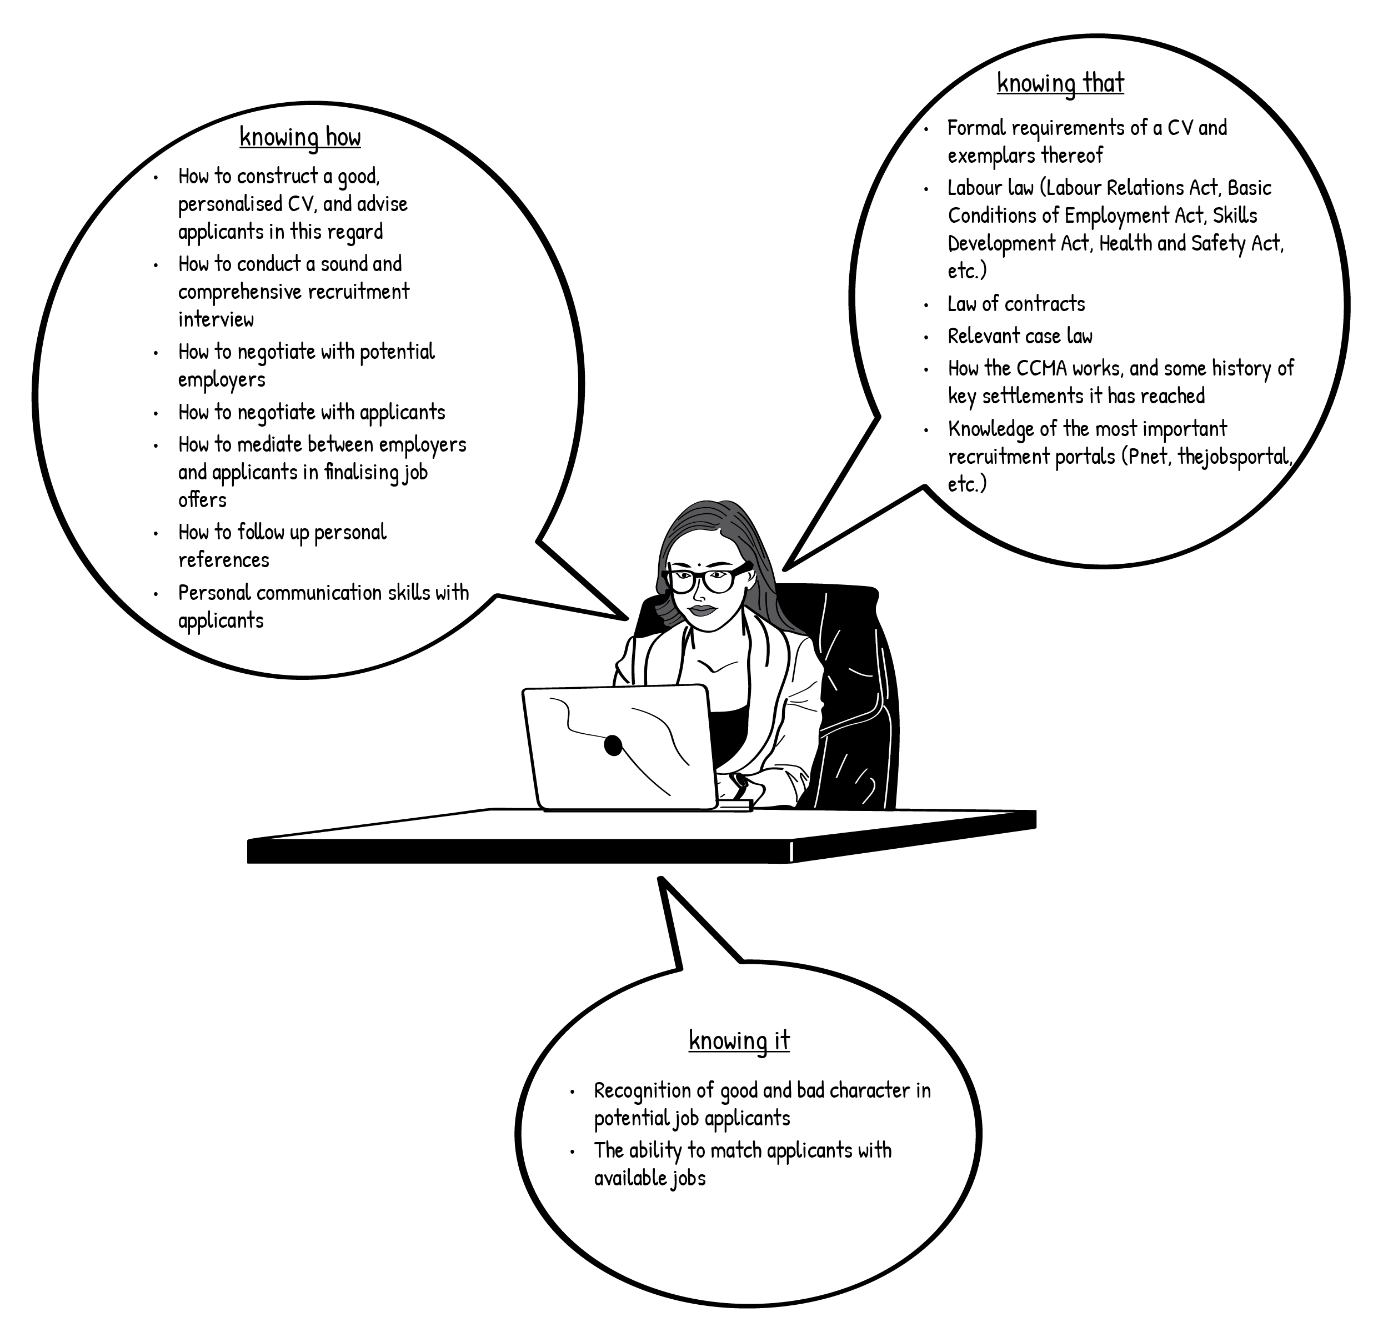 knowing how
• How to construct a good,
personalised CV, and advise
applicants in this regard
• How to conduct a sound and
comprehensive recruitment
interview
• How to negotiate with potential
employers
• How to negotiate with applicants
• How to mediate between employers
and applicants in finalising job
offers
• How to follow up personal
references
• Personal communication skills with
applicants
knowing that
• Formal requirements of a CV and
exemplars thereof
• Labour law (Labour Relations Act, Basic
Conditions of Employment Act, Skills
Development Act, Health and Safety Act,
etc.)
• Law of contracts
• Relevant case law
• How the CCMA works, and some history of
key settlements it has reached
• Knowledge of the most important
recruitment portals (Pnet, thejobsportal,
etc.)
knowing it
• Recognition of good and bad character in
potential job applicants
• The ability to match applicants with
available jobs